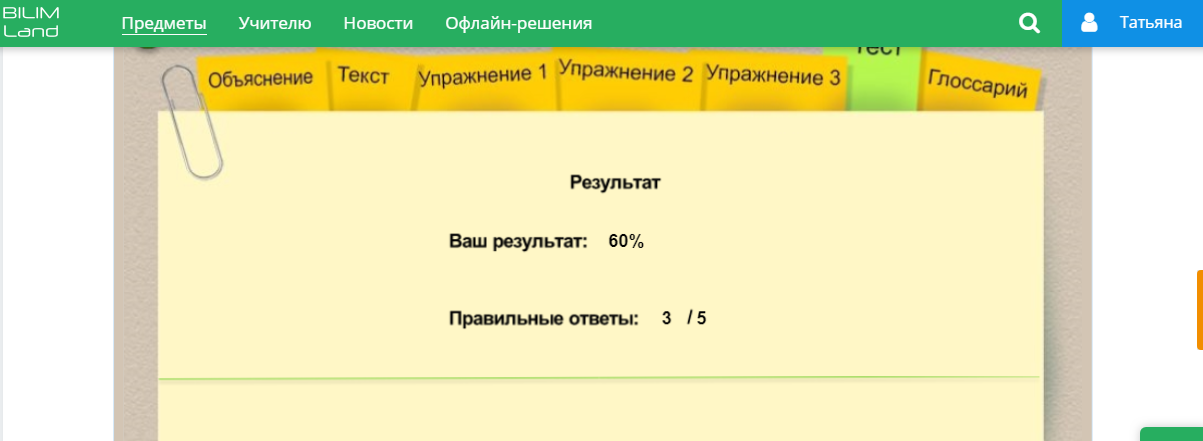 BILIM
Land
Предметы Учителю Новости Офлайн-решения Татьяна
Объяснение Текст Упражнение 1 Упражнение 2 Упражнение 3 Тест Глоссарий
Результат
Ваш результат: 60%
Правильные ответы: 3 / 5